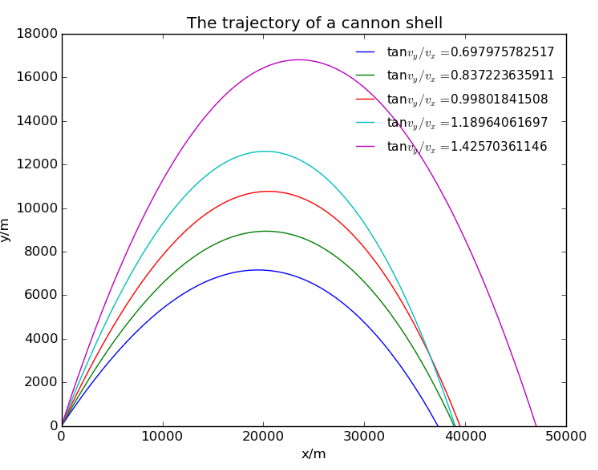 The trajectory of a cannon shell
18000
16000
14000
12000
10000
8000
6000
4000
2000
0
y/m
tanv_y/v_x =0.697975782517
tanv_y/v_x =0.837223635911
tanv_y/v_x =0.99801841508
tanv_y/v_x =1.18964061697
tanv_y/v_x =1.42570361146
0 10000 20000 30000 40000 50000
x/m